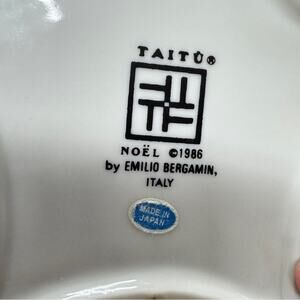 TAITÙ®
NOËL ©1986
by EMILIO BERGAMIN,
ITALY
MADE IN
JAPAN